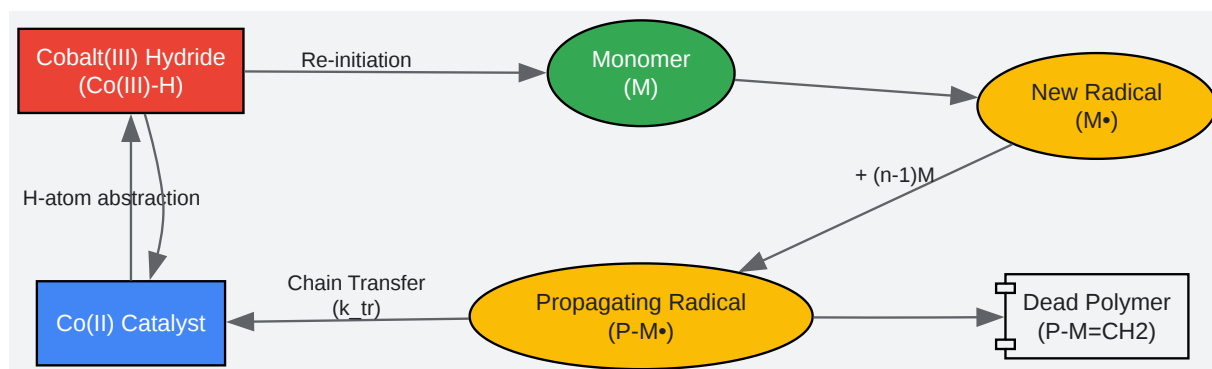 Cobalt(III) Hydride
(Co(III)-H)
Re-initiation
Monomer
(M)
New Radical
(M•)
H-atom abstraction
+ (n-1)M
Co(II) Catalyst
Chain Transfer
(k_tr)
Propagating Radical
(P-M•)
Dead Polymer
(P-M=CH2)